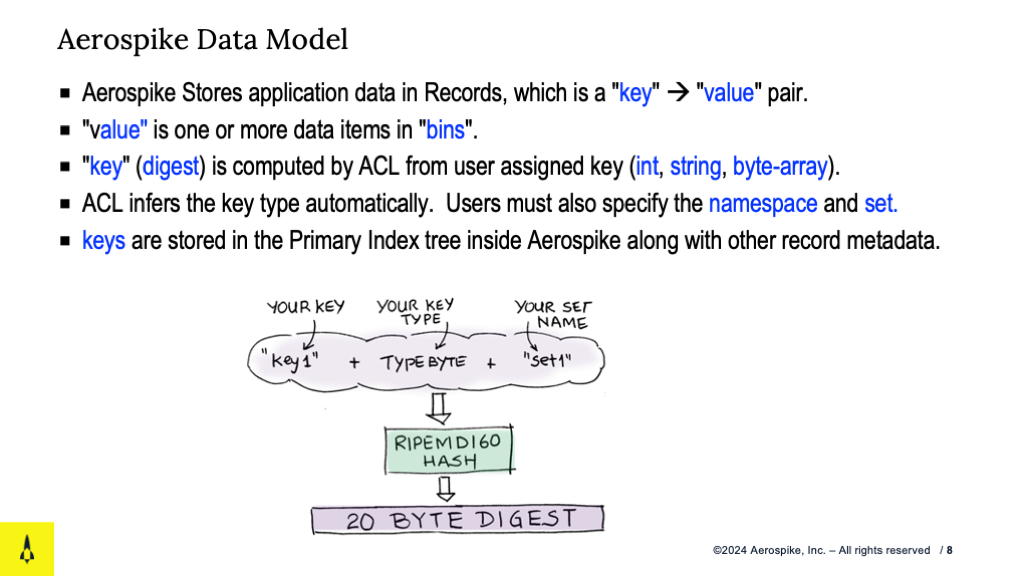 Aerospike Data Model
▪ Aerospike Stores application data in Records, which is a "key" → "value" pair.
▪ "value" is one or more data items in "bins".
▪ "key" (digest) is computed by ACL from user assigned key (int, string, byte-array).
▪ ACL infers the key type automatically.  Users must also specify the namespace and set.
▪ keys are stored in the Primary Index tree inside Aerospike along with other record metadata.
YOUR KEY
YOUR KEY TYPE
YOUR SET NAME
"key1" + TYPE BYTE + "set1"
RIPEMD160
HASH
20 BYTE DIGEST
©2024 Aerospike, Inc. – All rights reserved / 8